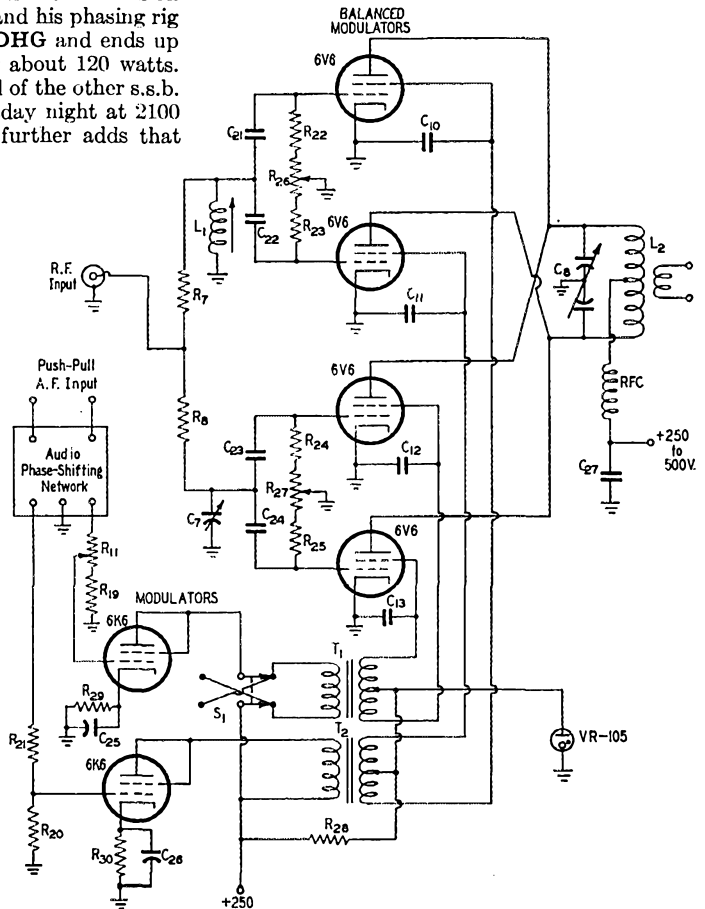 and his phasing rig
DHG and ends up
about 120 watts.
l of the other s.s.b.
day night at 2100
further adds that
BALANCED
MODULATORS
6V6
C10
C21
R22
R26
C22
R23
L1
6V6
C11
R.F.
Input
R7
L2
C8
R8
6V6
RFC
+250
to
500V.
C27
C12
C23
R24
R27
C24
R25
C7
6V6
C13
Push-Pull
A.F. Input
Audio
Phase-Shifting
Network
R11
R19
MODULATORS
6K6
R29
C25
S1
T1
T2
VR-105
R21
6K6
R20
R30
C26
R28
+250